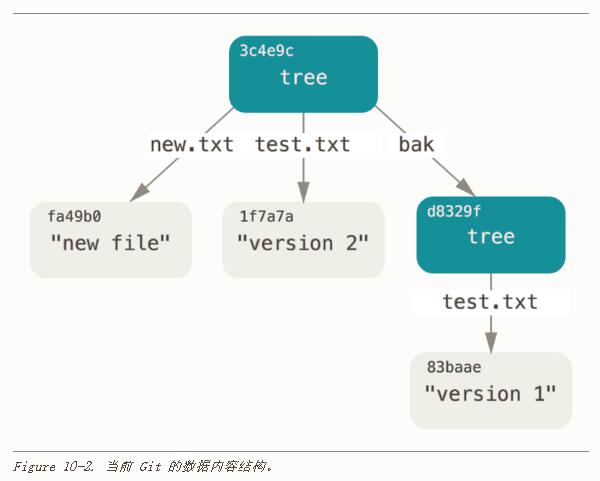 3c4e9c
tree
new.txt test.txt bak
fa49b0
"new file"
1f7a7a
"version 2"
d8329f
tree
test.txt
83baae
"version 1"
Figure 10-2. 当前 Git 的数据内容结构。